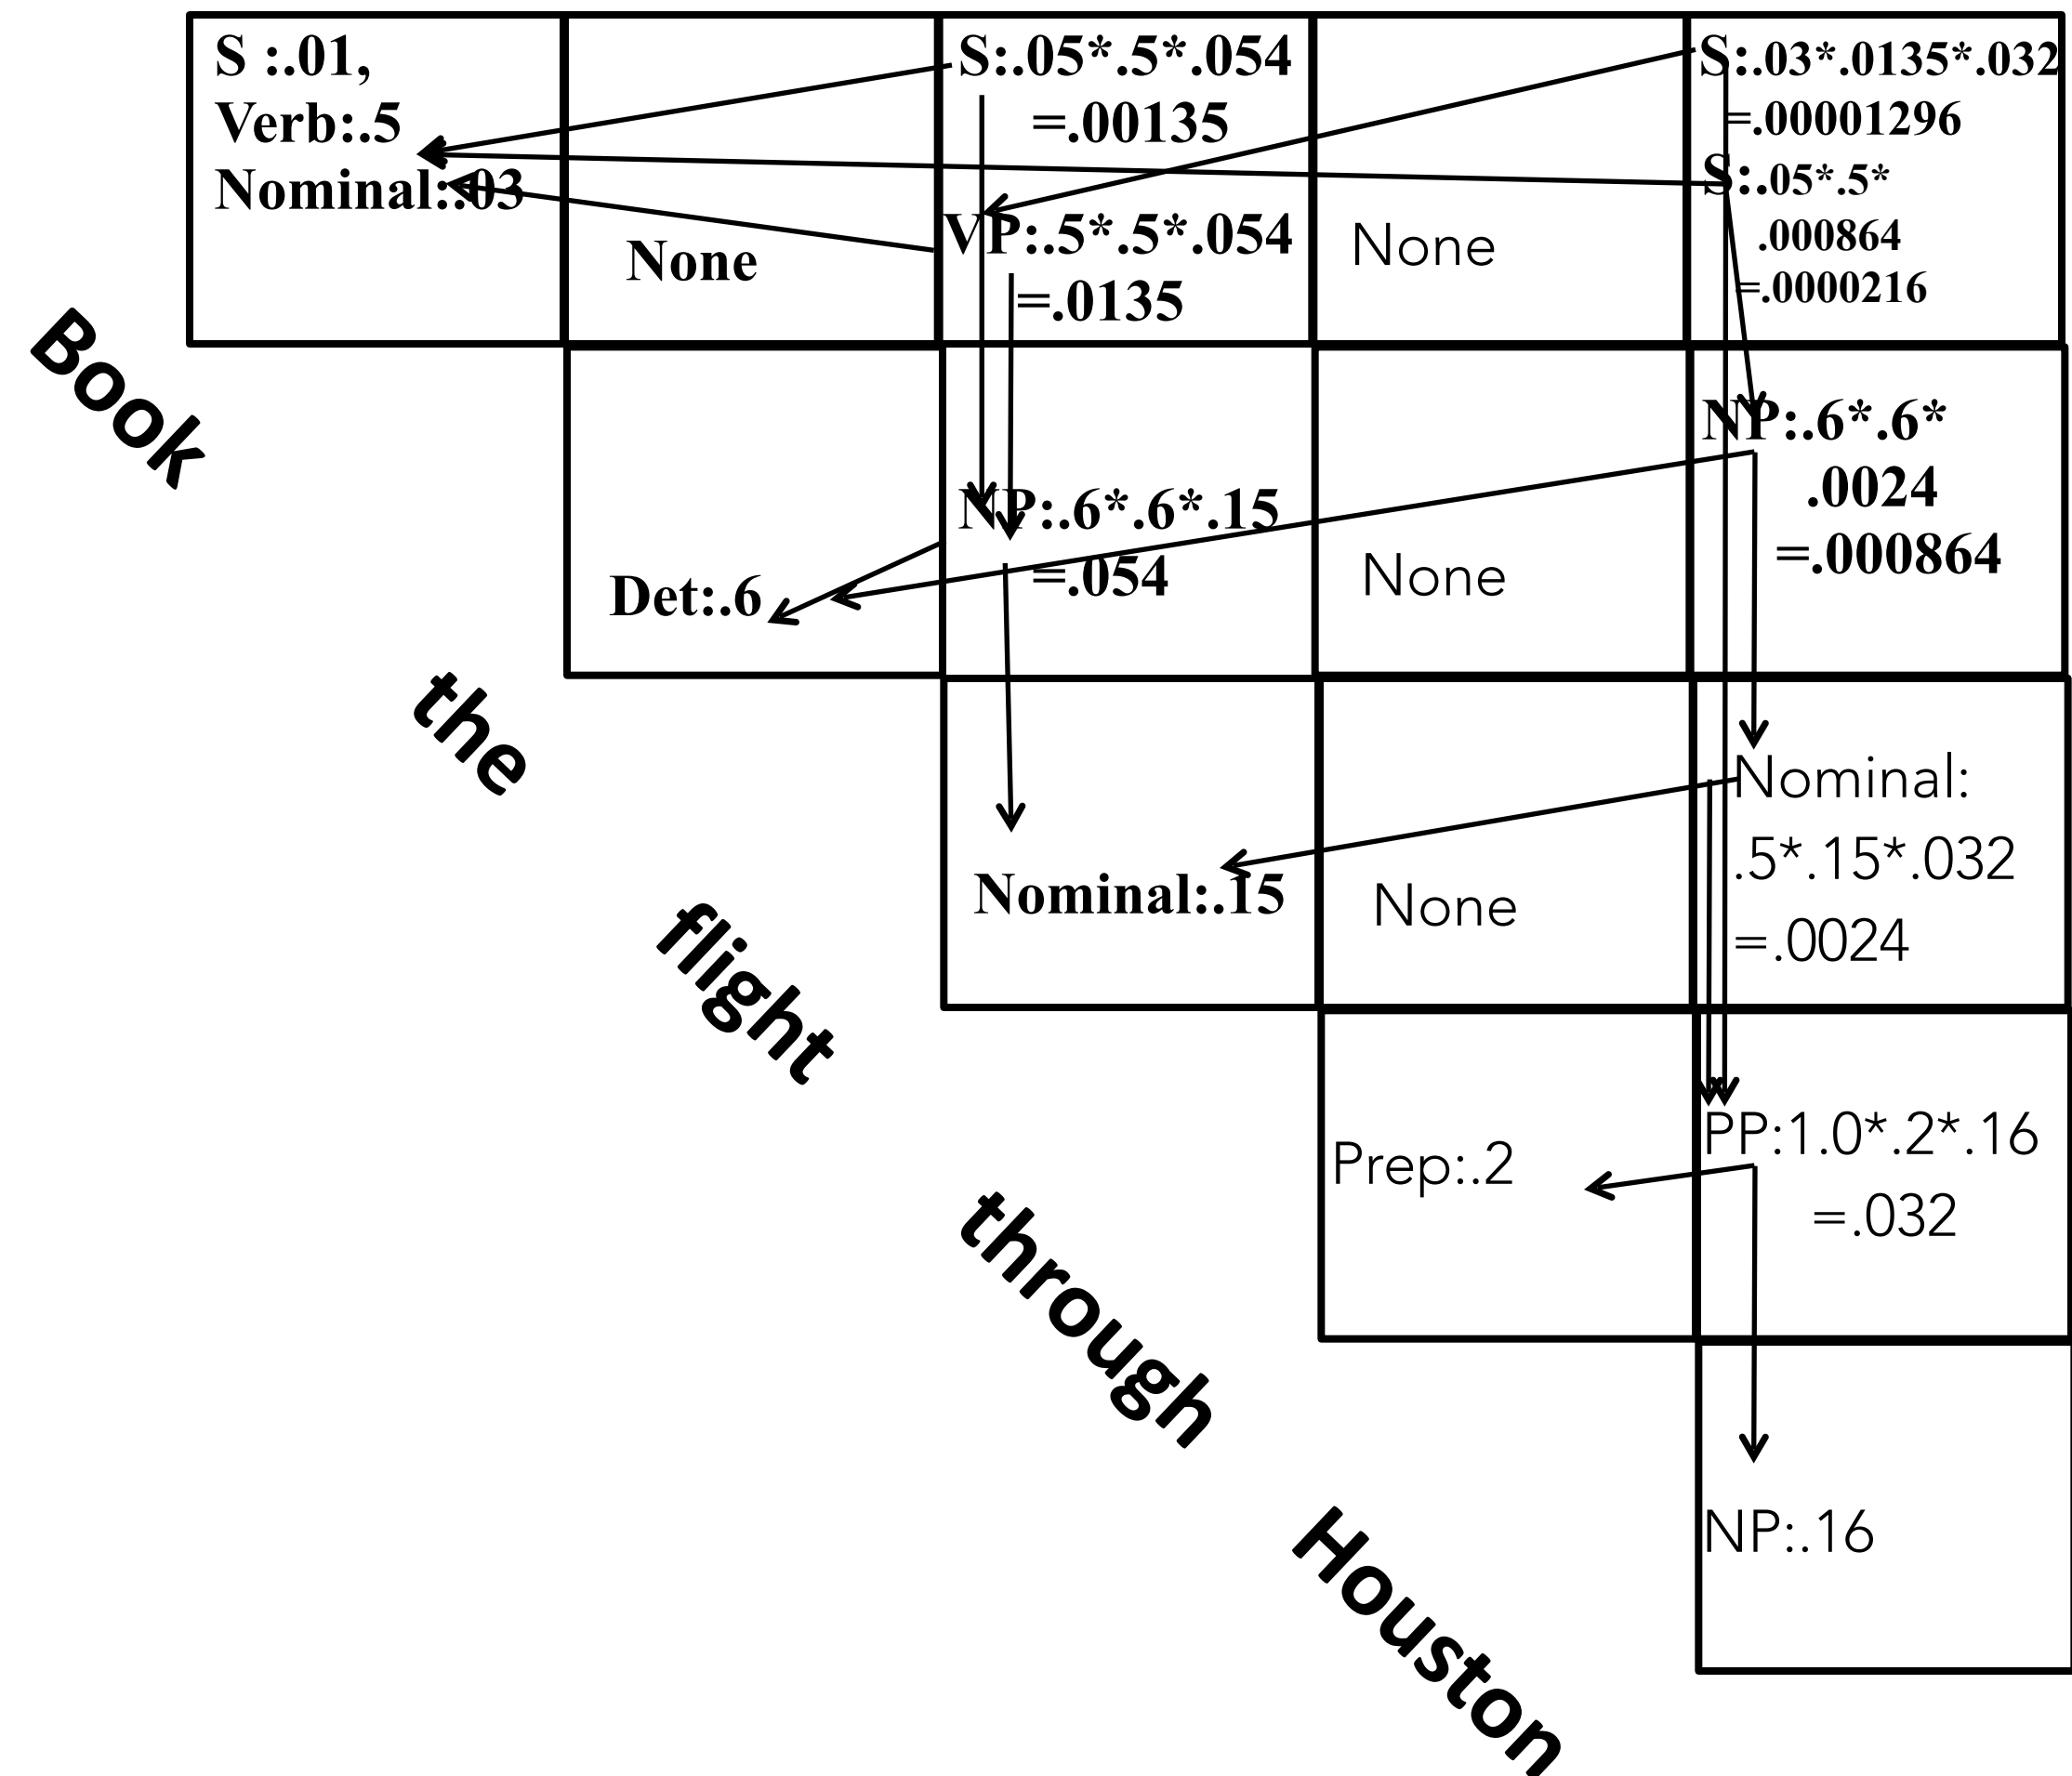 S :.01,
Verb:.5
Nominal:.03
None
S:.05*.5*.054
=.00135
VP:.5*.5*.054
=.0135
None
S:.03*.0135*.032
=.00001296
S:.05*.5*
.000864
=.0000216
Book
Det:.6
NP:.6*.6*.15
=.054
None
NP:.6*.6*
.0024
=.000864
the
Nominal:.15
None
Nominal:
.5*.15*.032
=.0024
flight
Prep:.2
PP:1.0*.2*.16
=.032
through
NP:.16
Houston